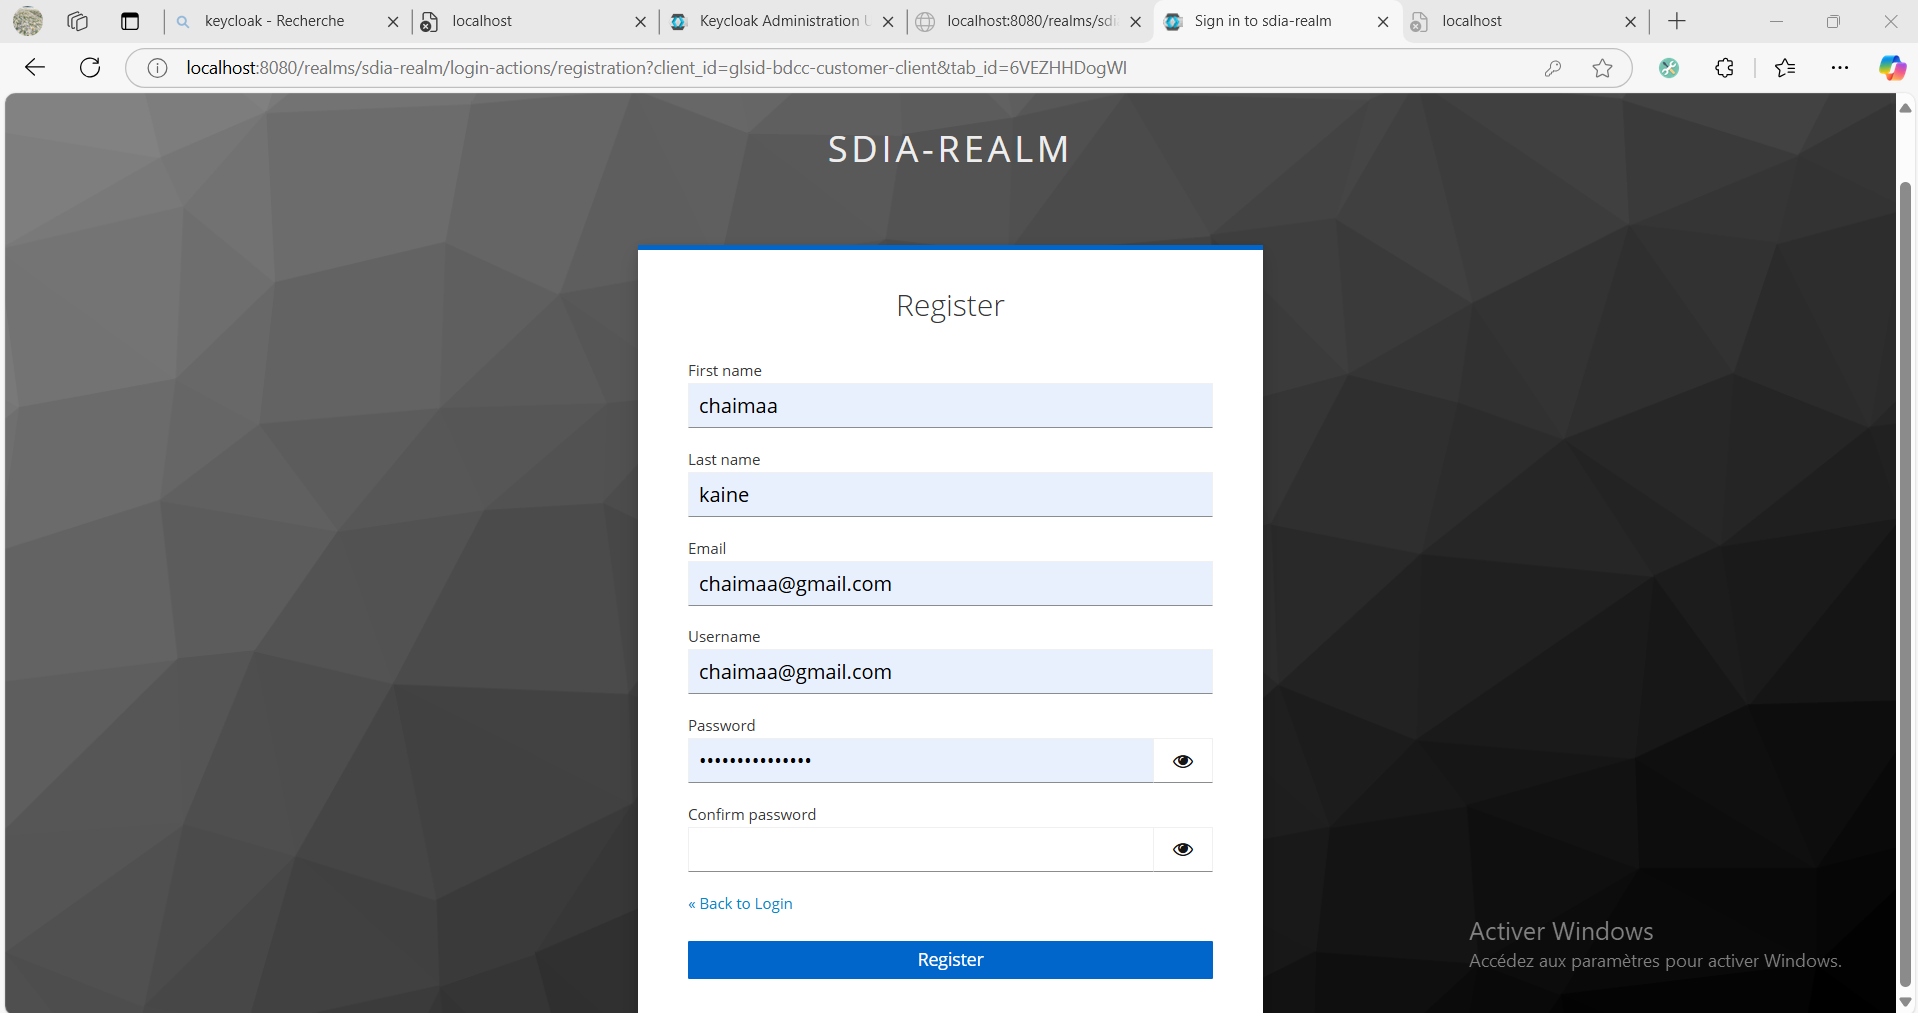 keycloak - Recherche
localhost
Keycloak Administration U
localhost:8080/realms/sdi
Sign in to sdia-realm
localhost
localhost:8080/realms/sdia-realm/login-actions/registration?client_id=glsid-bdcc-customer-client&tab_id=6VEZHHDogWI
SDIA-REALM
Register
First name
chaimaa
Last name
kaine
Email
chaimaa@gmail.com
Username
chaimaa@gmail.com
Password
•••••••••••••••
Confirm password
« Back to Login
Register
Activer Windows
Accédez aux paramètres pour activer Windows.